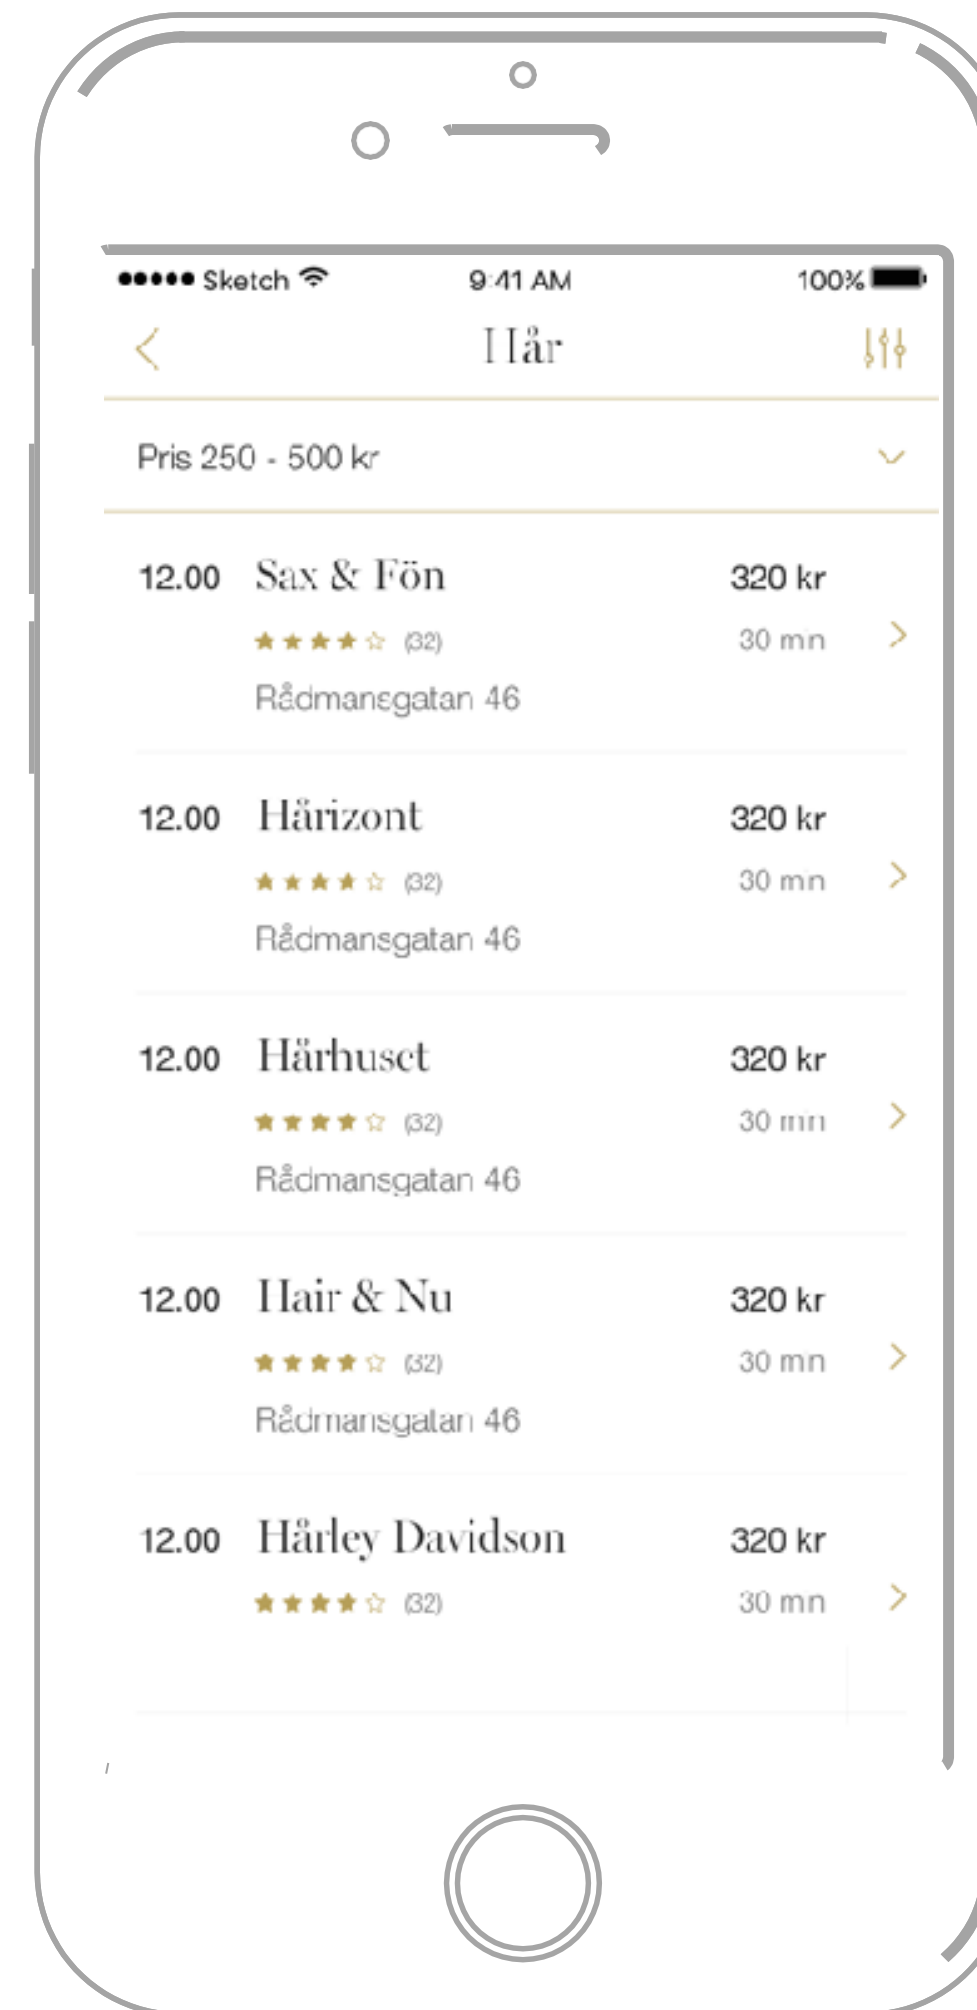 Sketch 9:41 AM 100%
Hår
Pris 250 - 500 kr
12.00 Sax & Fön 320 kr
(32) 30 min
Rådmansgatan 46
12.00 Hårizont 320 kr
(32) 30 min
Rådmansgatan 46
12.00 Hårhuset 320 kr
(32) 30 min
Rådmansgatan 46
12.00 Hair & Nu 320 kr
(32) 30 min
Rådmansgatan 46
12.00 Hårley Davidson 320 kr
(32) 30 min